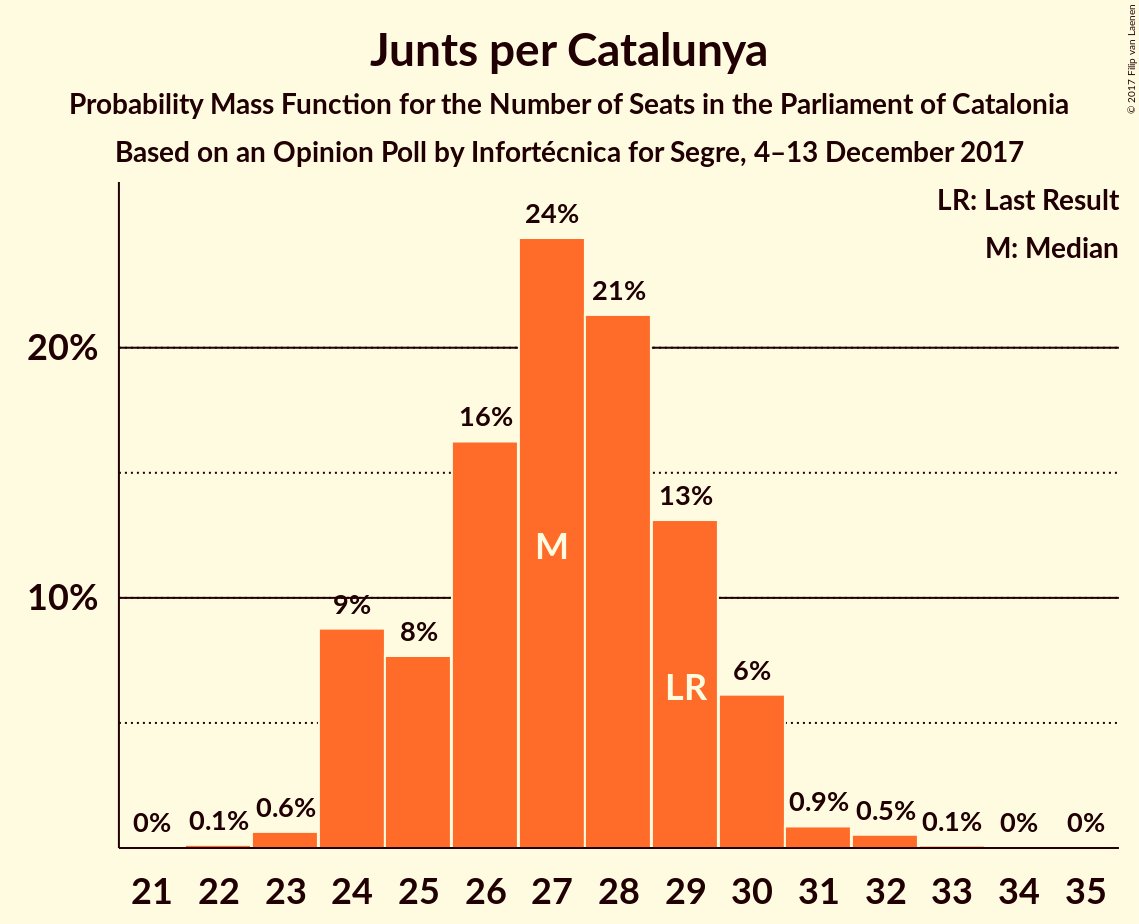 Junts per Catalunya
Probability Mass Function for the Number of Seats in the Parliament of Catalonia
Based on an Opinion Poll by Infortécnica for Segre, 4–13 December 2017
© 2017 Filip van Laenen
LR: Last Result
M: Median
20%
10%
0%
0.1%
0.6%
9%
8%
16%
24%
21%
13%
6%
0.9%
0.5%
0.1%
0%
0%
M
LR
21 22 23 24 25 26 27 28 29 30 31 32 33 34 35